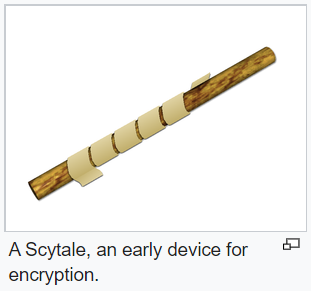 A Scytale, an early device for
encryption.